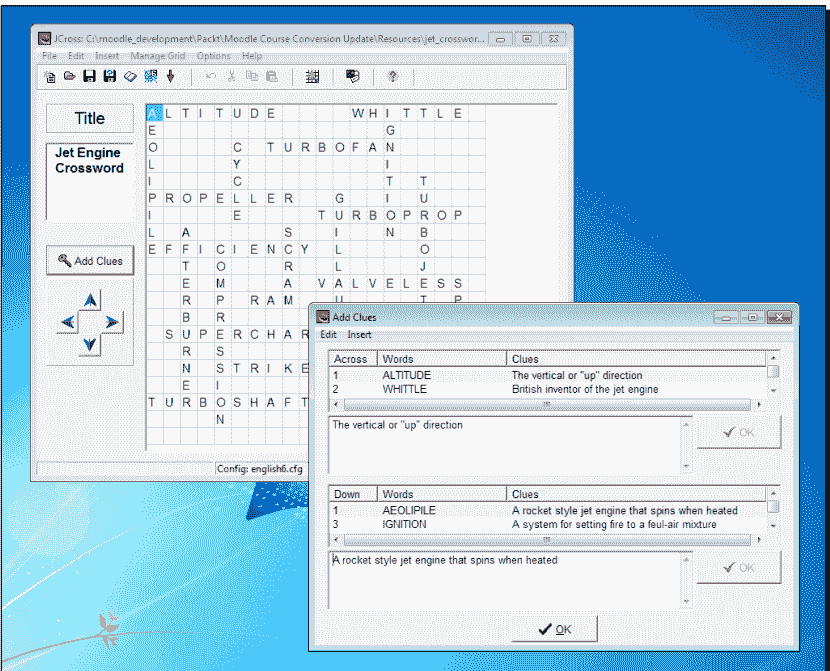 JCross: C:\moodle_development\Packt\Moodle Course Conversion Update\Resources\jet_crosswor...
File Edit Insert Manage Grid Options Help
Title
Jet Engine
Crossword
Add Clues
A L T I T U D E W H I T T L E
E G
O C T U R B O F A N
L Y I
I C T T
P R O P E L L E R G I U
I E T U R B O P R O P
L A S I N B
E F F I C I E N C Y L O
T O R L J
E M A V A L V E L E S S
R P R A M U T P
B R
S U P E R C H A R
R S
N S T R I K E
E I
T U R B O S H A F T
N
Config: english6.cfg
Add Clues
Edit Insert
Across Words Clues
1 ALTITUDE The vertical or "up" direction
2 WHITTLE British inventor of the jet engine
The vertical or "up" direction
OK
Down Words Clues
1 AEOLIPILE A rocket style jet engine that spins when heated
3 IGNITION A system for setting fire to a feul-air mixture
A rocket style jet engine that spins when heated
OK
OK